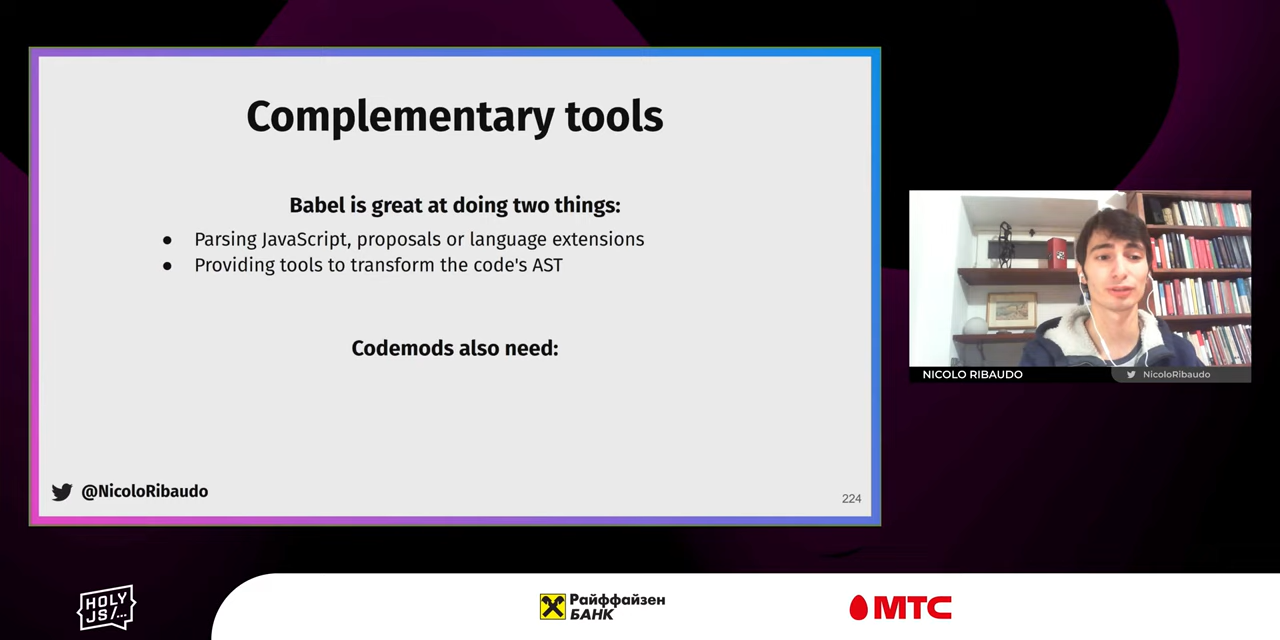 Complementary tools
Babel is great at doing two things:
● Parsing JavaScript, proposals or language extensions
● Providing tools to transform the code's AST
Codemods also need:
@NicoloRibaudo
224
NICOLO RIBAUDO
NicoloRibaudo
HOLY
JS/...
Райффайзен
БАНК
МТС